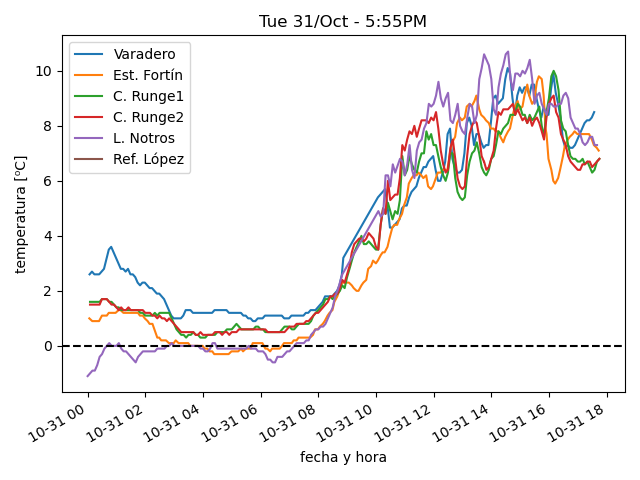 Tue 31/Oct - 5:55PM
Varadero
Est. Fortín
C. Runge1
C. Runge2
L. Notros
Ref. López
temperatura [ºC]
10
8
6
4
2
0
10-31 00
10-31 02
10-31 04
10-31 06
10-31 08
10-31 10
10-31 12
10-31 14
10-31 16
10-31 18
fecha y hora